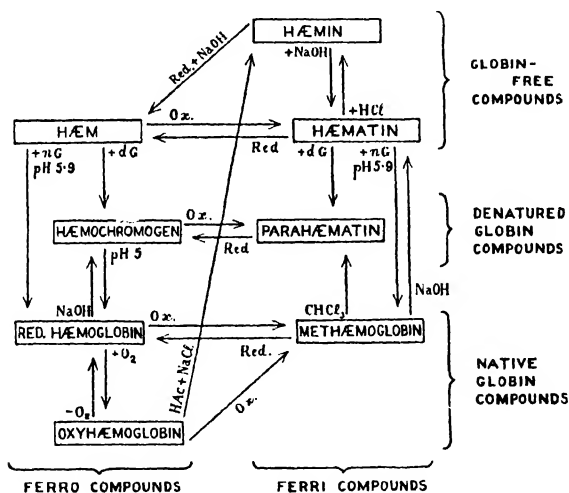 HÆMIN
Red.+NaOH
+NaOH
GLOBIN-
FREE
COMPOUNDS
+HCl
Ox.
HÆM
HÆMATIN
Red
+nG
pH 5·9
+dG
+dG
+nG
pH5·9
HÆMOCHROMOGEN
Ox.
PARAHÆMATIN
Red
DENATURED
GLOBIN
COMPOUNDS
pH 5
NaOH
CHCl3
NaOH
Ox.
RED. HÆMOGLOBIN
METHÆMOGLOBIN
Red.
+O2
HAc+NaCl
Ox.
NATIVE
GLOBIN
COMPOUNDS
-O2
OXYHÆMOGLOBIN
FERRO COMPOUNDS
FERRI COMPOUNDS